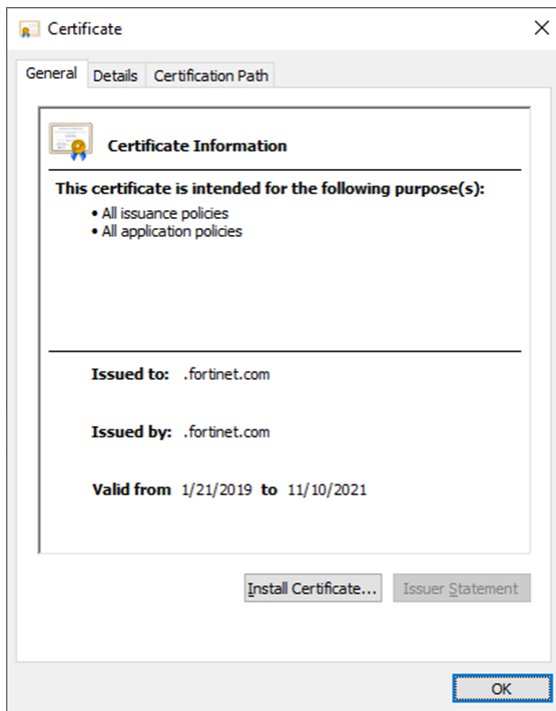 Certificate
General Details Certification Path
Certificate Information
This certificate is intended for the following purpose(s):
• All issuance policies
• All application policies
Issued to: .fortinet.com
Issued by: .fortinet.com
Valid from 1/21/2019 to 11/10/2021
Install Certificate... Issuer Statement
OK